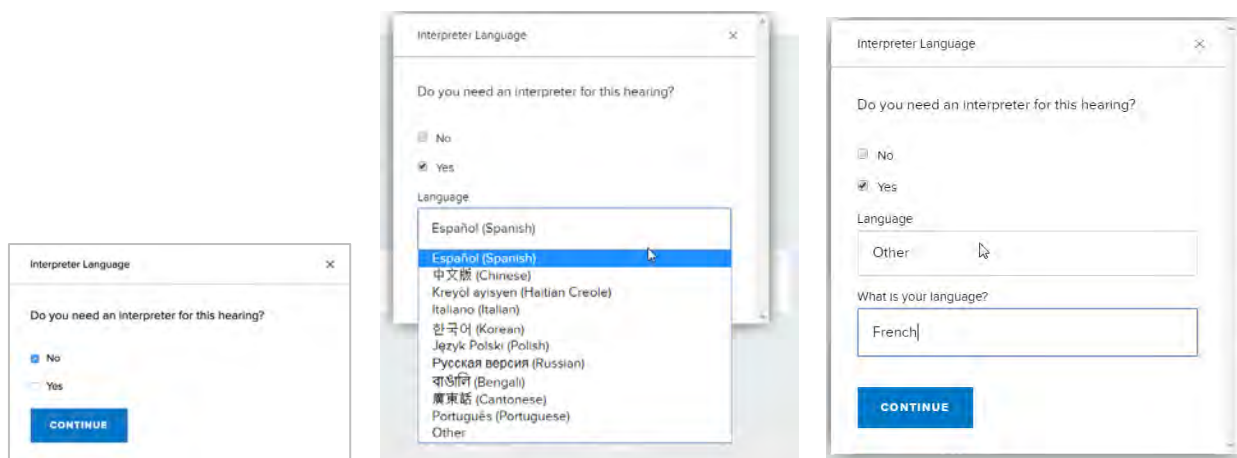 Interpreter Language ×
Do you need an interpreter for this hearing?
No
Yes
CONTINUE
Interpreter Language ×
Do you need an interpreter for this hearing?
No
Yes
Language
Español (Spanish)
Español (Spanish)
中文版 (Chinese)
Kreyòl ayisyen (Haitian Creole)
Italiano (Italian)
한국어 (Korean)
Język Polski (Polish)
Русская версия (Russian)
(Bengali)
廣東話 (Cantonese)
Português (Portuguese)
Other
Interpreter Language ×
Do you need an interpreter for this hearing?
No
Yes
Language
Other
What is your language?
French
CONTINUE